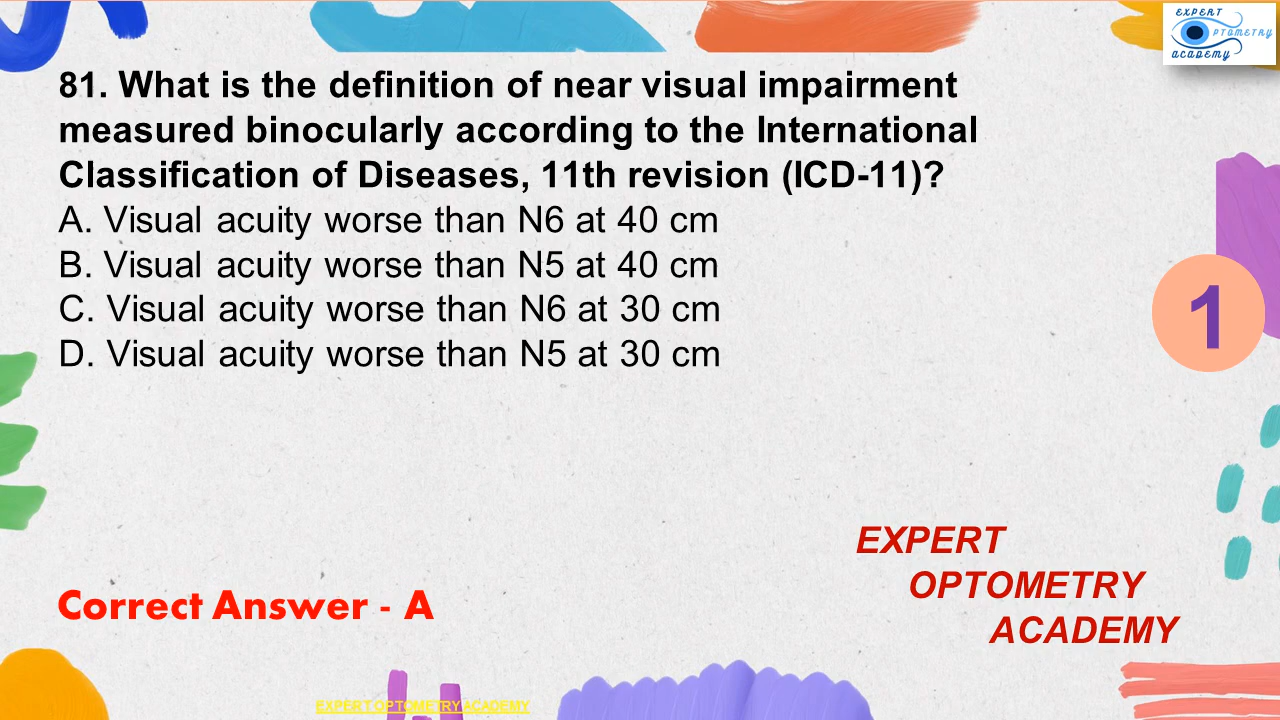 EXPERT
OPTOMETRY
academy
81. What is the definition of near visual impairment
measured binocularly according to the International
Classification of Diseases, 11th revision (ICD-11)?
A. Visual acuity worse than N6 at 40 cm
B. Visual acuity worse than N5 at 40 cm
C. Visual acuity worse than N6 at 30 cm
D. Visual acuity worse than N5 at 30 cm
1
EXPERT
OPTOMETRY
ACADEMY
Correct Answer - A
EXPERT OPTOMETRY ACADEMY